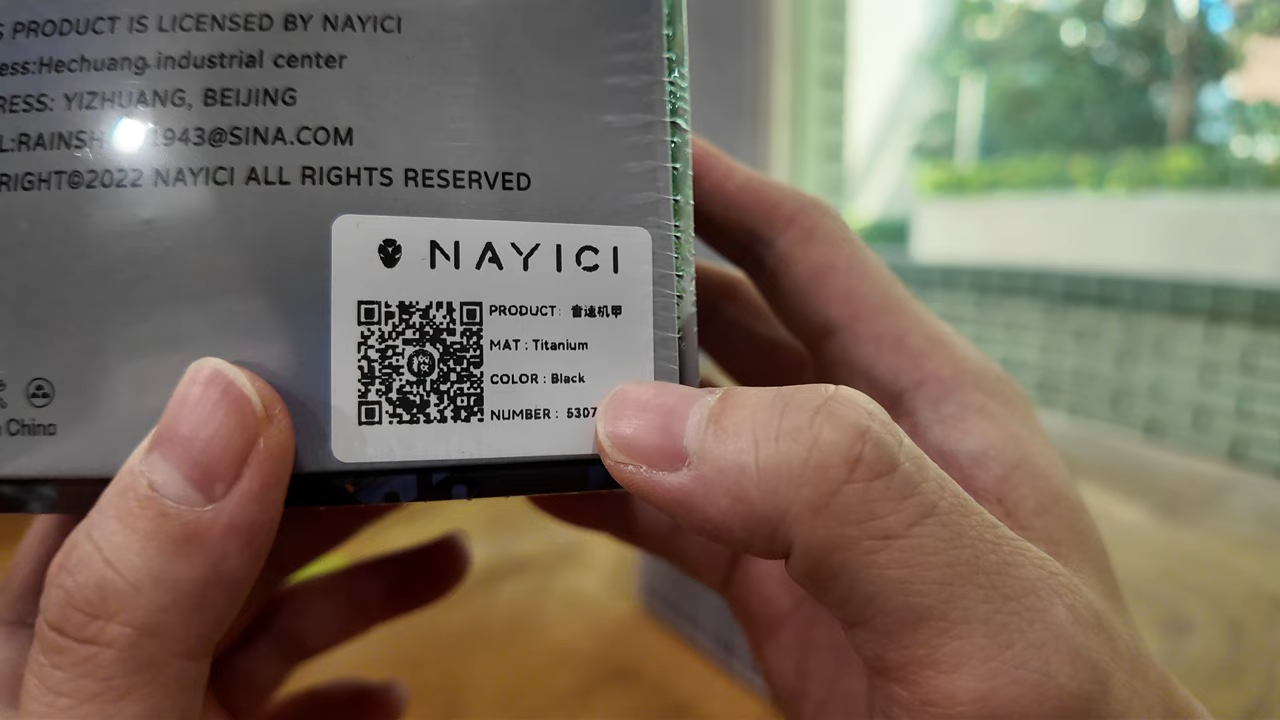 PRODUCT IS LICENSED BY NAYICI
ess:Hechuang industrial center
RESS: YIZHUANG, BEIJING
L:RAINSH 1943@SINA.COM
RIGHT©2022 NAYICI ALL RIGHTS RESERVED
NAYICI
PRODUCT: 音速机甲
MAT : Titanium
COLOR : Black
NUMBER : 5307
China